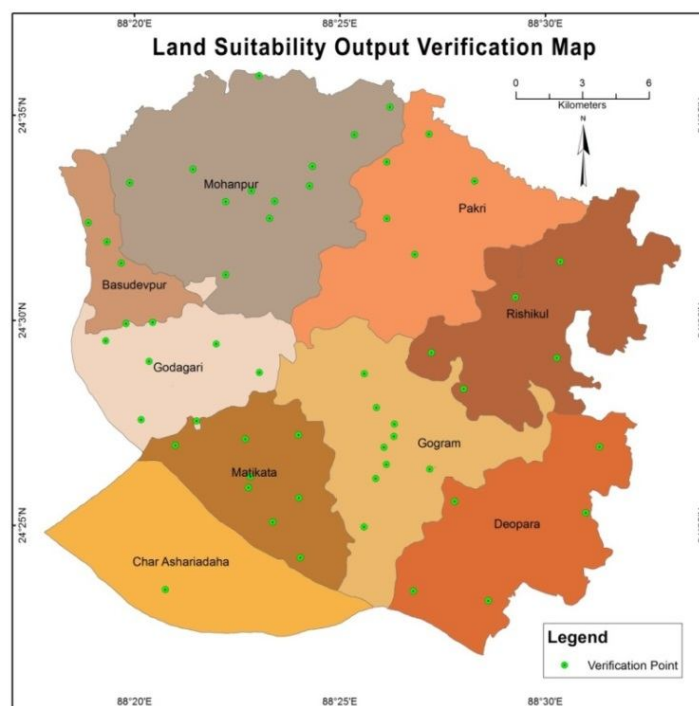 88°20'E 88°25'E 88°30'E
Land Suitability Output Verification Map
0 3 6
Kilometers
N
24°35'N
Mohanpur
Pakri
Basudevpur
24°30'N
Rishikul
Godagari
Gogram
Matikata
24°25'N
Deopara
Char Ashariadaha
Legend
Verification Point
88°20'E 88°25'E 88°30'E